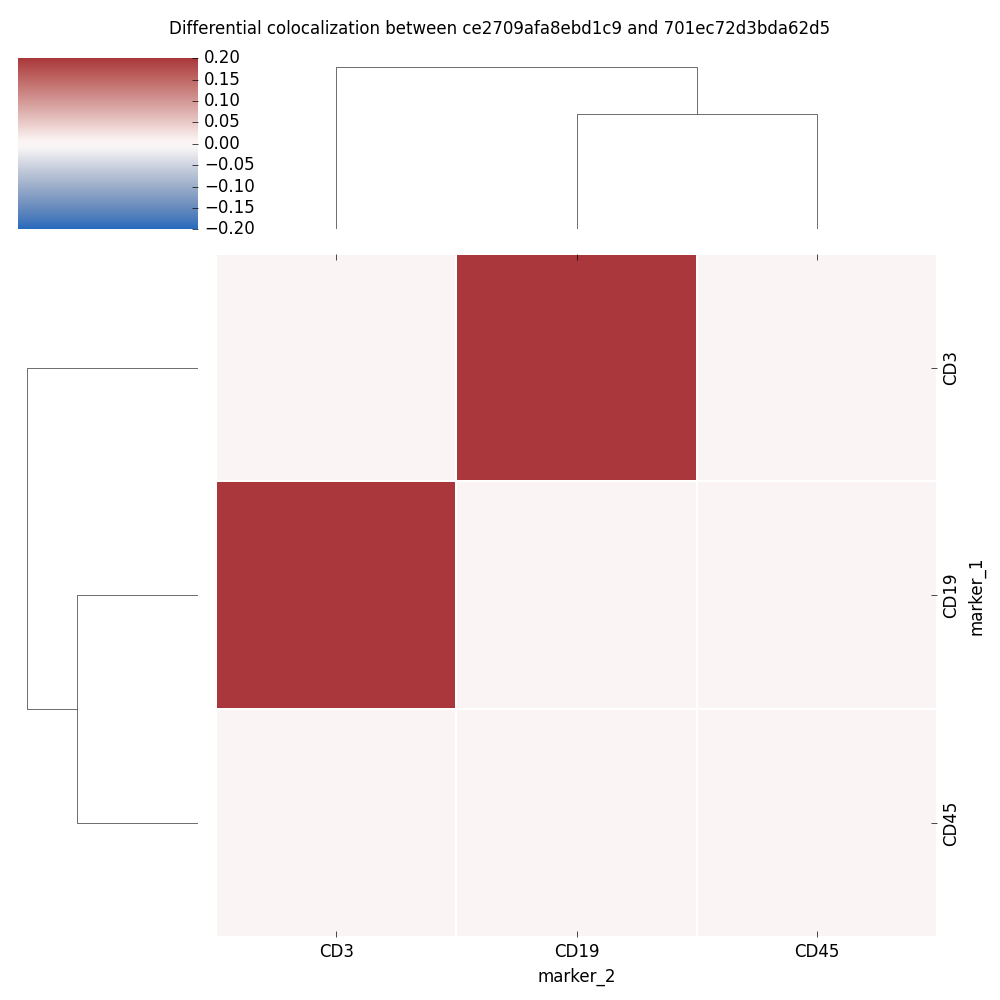 Differential colocalization between ce2709afa8ebd1c9 and 701ec72d3bda62d5
0.20
0.15
0.10
0.05
0.00
−0.05
−0.10
−0.15
−0.20
CD3
CD19
CD45
marker_1
CD3 CD19 CD45
marker_2